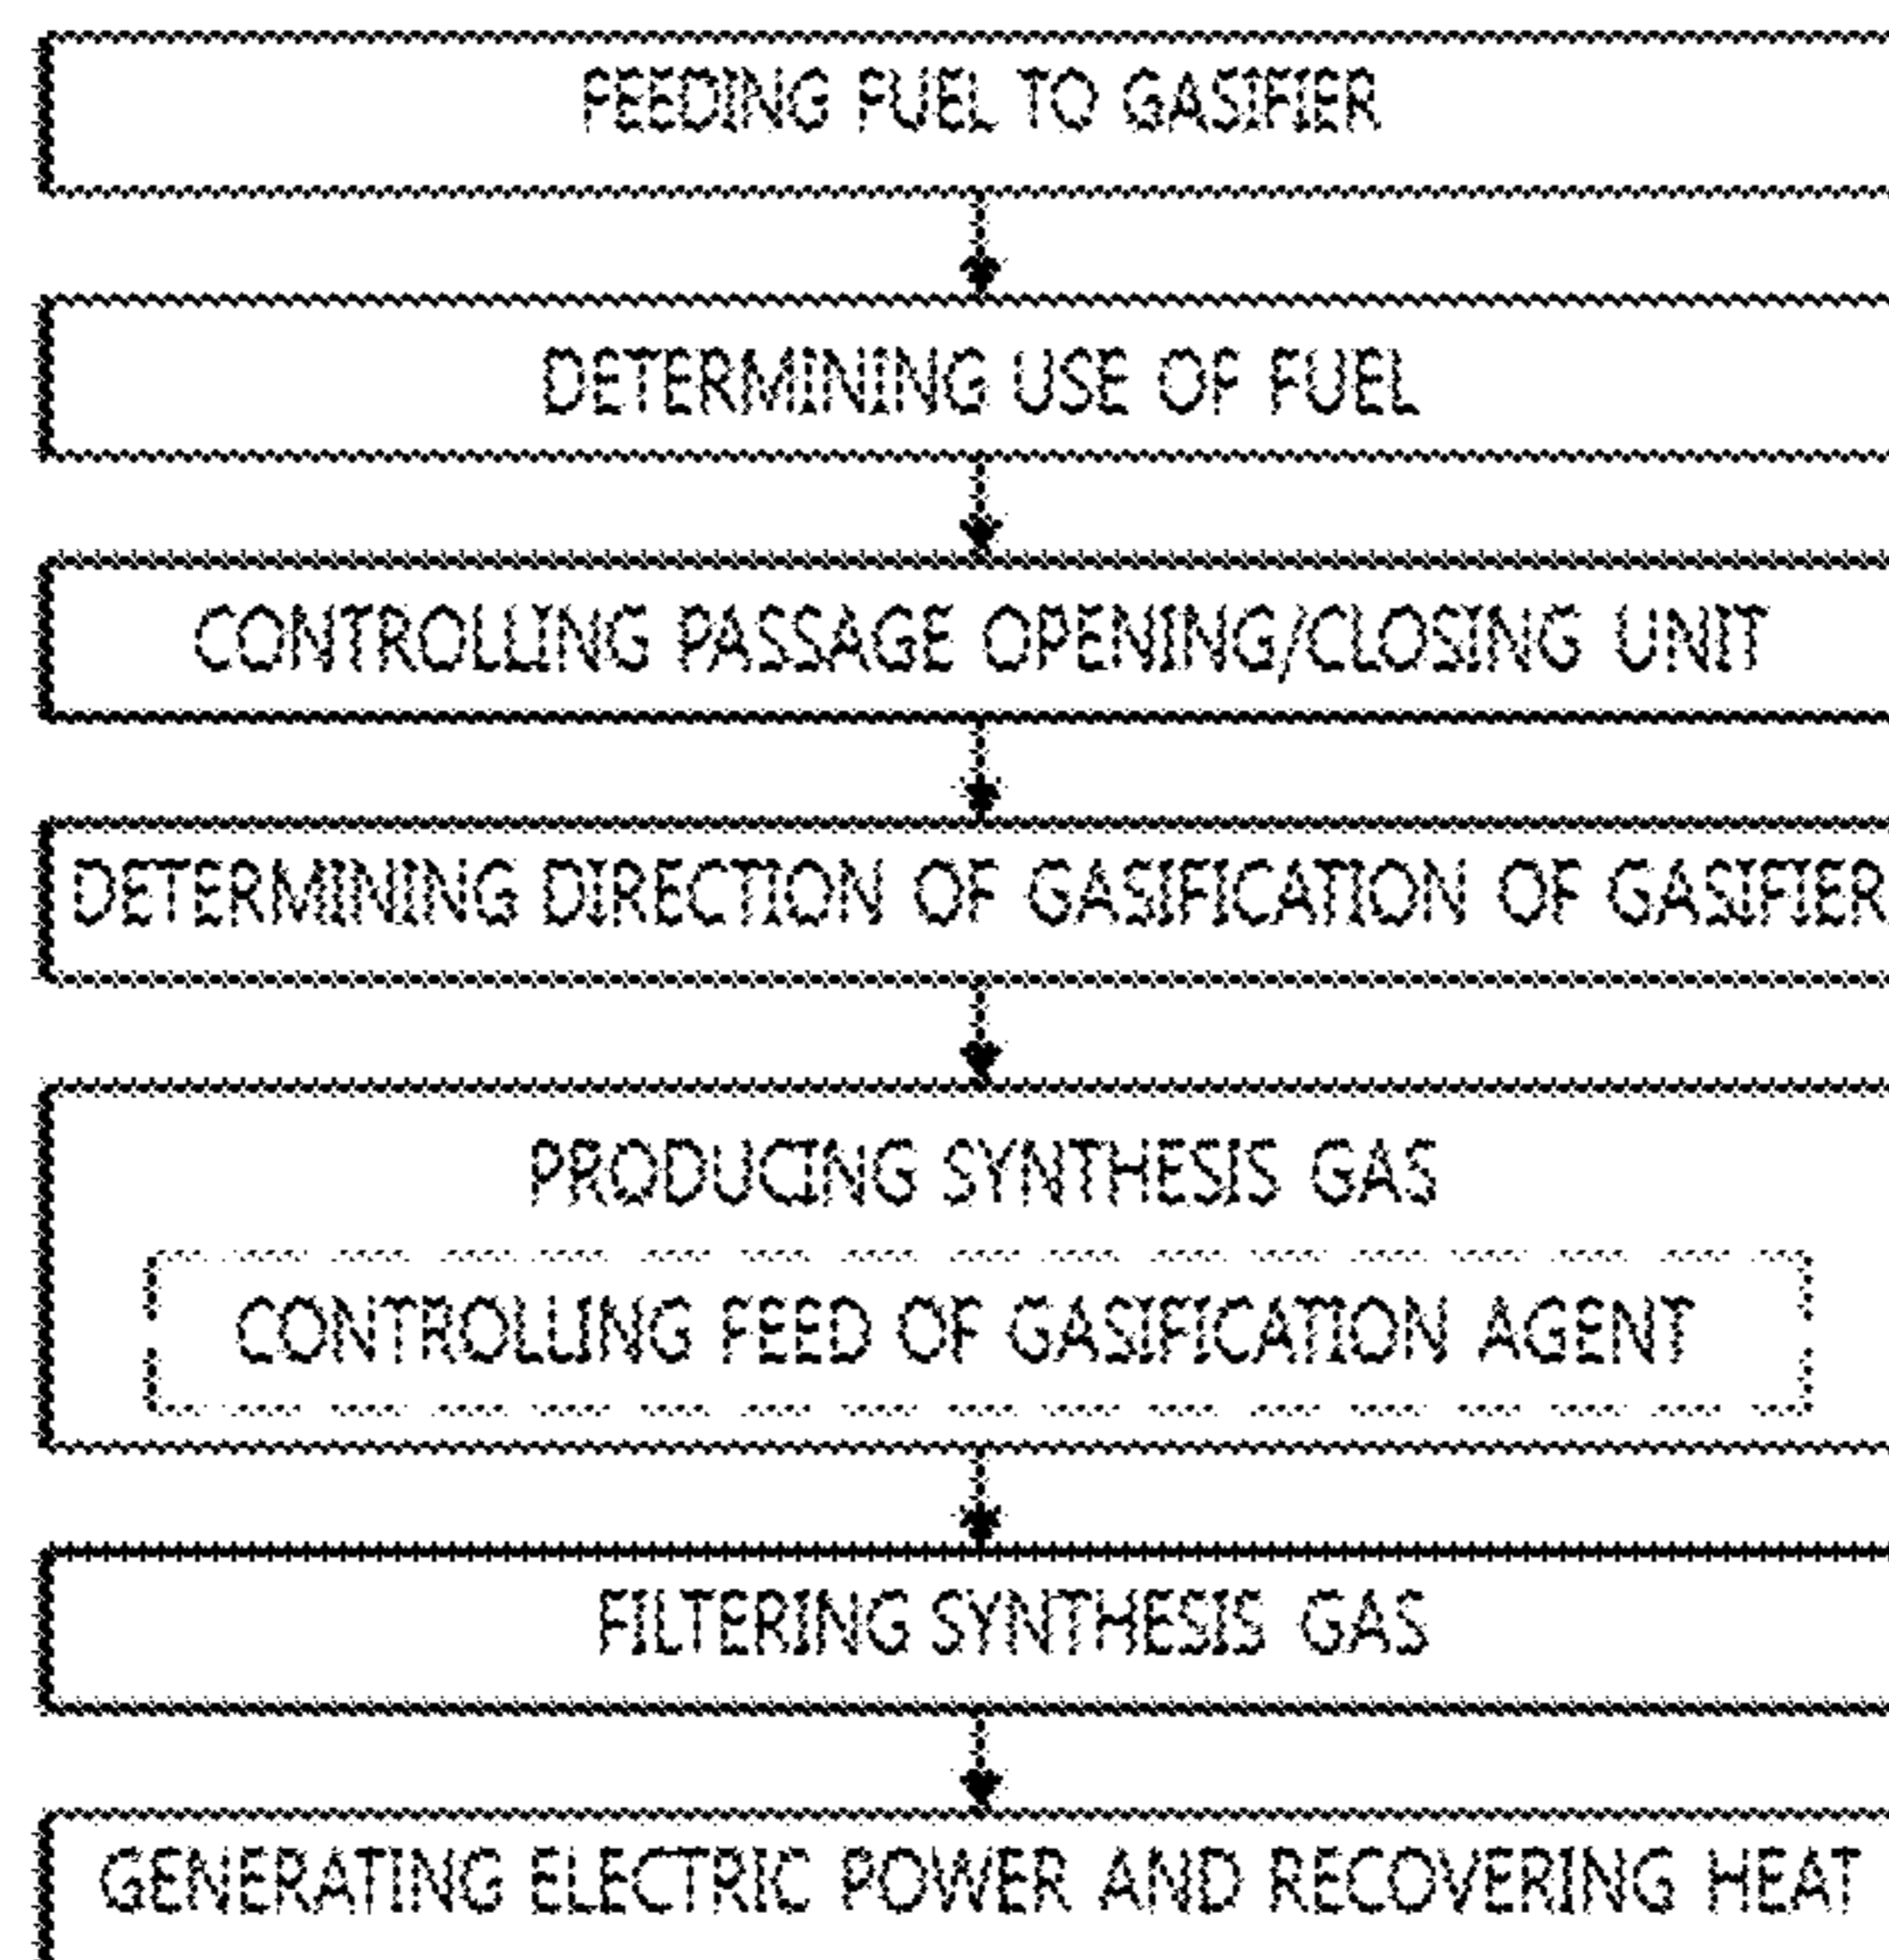 FEEDING FUEL TO GASIFIER
DETERMINING USE OF FUEL
CONTROLLING PASSAGE OPENING/CLOSING UNIT
DETERMINING DIRECTION OF GASIFICATION OF GASIFIER
PRODUCING SYNTHESIS GAS
CONTROLLING FEED OF GASIFICATION AGENT
FILTERING SYNTHESIS GAS
GENERATING ELECTRIC POWER AND RECOVERING HEAT